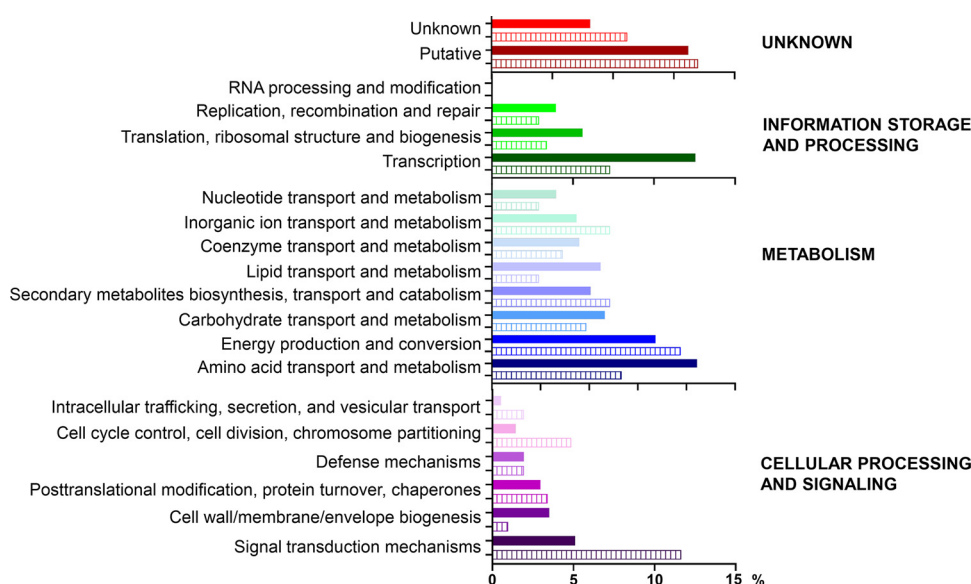 Unknown
Putative
UNKNOWN
RNA processing and modification
Replication, recombination and repair
Translation, ribosomal structure and biogenesis
Transcription
INFORMATION STORAGE
AND PROCESSING
Nucleotide transport and metabolism
Inorganic ion transport and metabolism
Coenzyme transport and metabolism
Lipid transport and metabolism
Secondary metabolites biosynthesis, transport and catabolism
Carbohydrate transport and metabolism
Energy production and conversion
Amino acid transport and metabolism
METABOLISM
Intracellular trafficking, secretion, and vesicular transport
Cell cycle control, cell division, chromosome partitioning
Defense mechanisms
Posttranslational modification, protein turnover, chaperones
Cell wall/membrane/envelope biogenesis
Signal transduction mechanisms
CELLULAR PROCESSING
AND SIGNALING
0 5 10 15 %